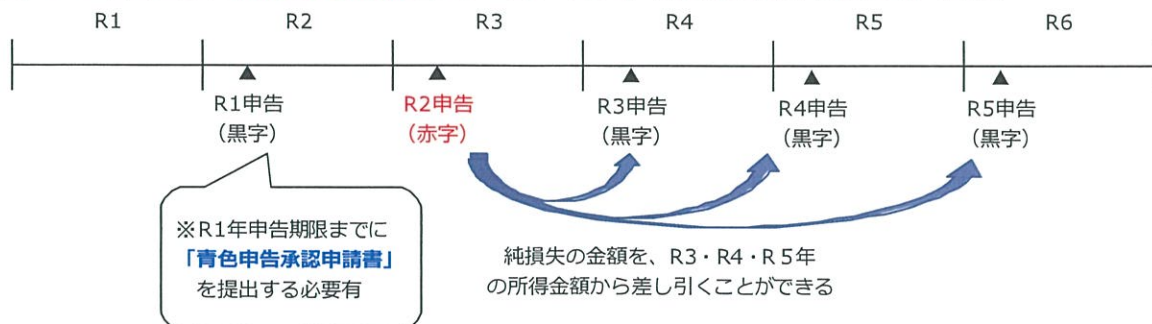 R1
R2
R3
R4
R5
R6
R1申告
(黒字)
R2申告
(赤字)
R3申告
(黒字)
R4申告
(黒字)
R5申告
(黒字)
※R1年申告期限までに
「青色申告承認申請書」
を提出する必要有
純損失の金額を、R3・R4・R5年
の所得金額から差し引くことができる